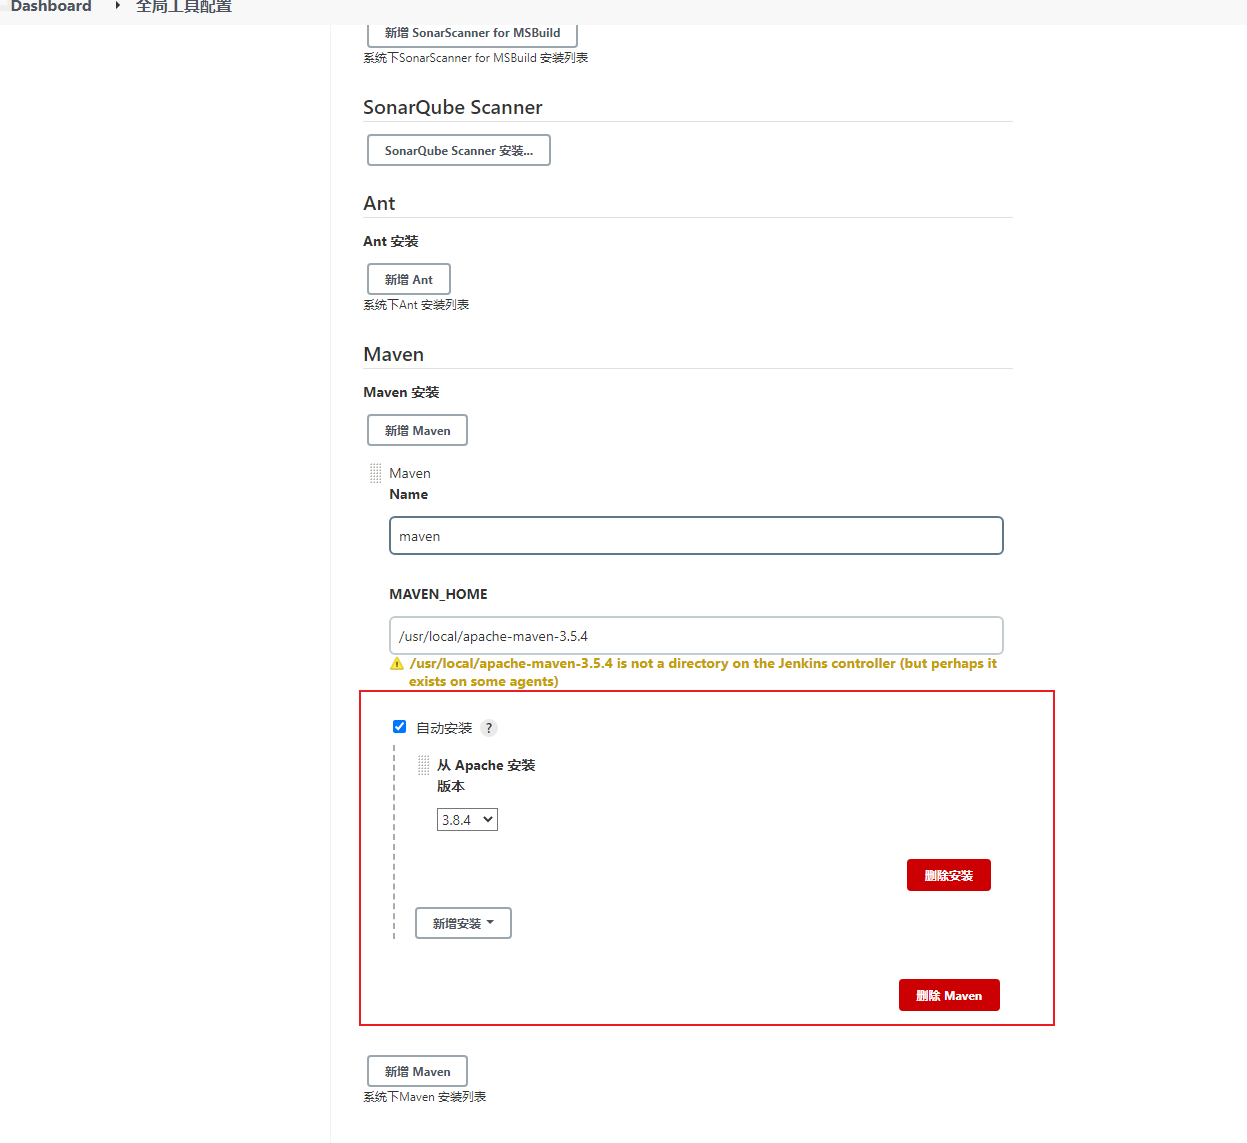 Dashboard
全局工具配置
新增 SonarScanner for MSBuild
系统下SonarScanner for MSBuild 安装列表
SonarQube Scanner
SonarQube Scanner 安装...
Ant
Ant 安装
新增 Ant
系统下Ant 安装列表
Maven
Maven 安装
新增 Maven
Maven
Name
maven
MAVEN_HOME
/usr/local/apache-maven-3.5.4
/usr/local/apache-maven-3.5.4 is not a directory on the Jenkins controller (but perhaps it
exists on some agents)
自动安装 ?
从 Apache 安装
版本
3.8.4
删除安装
新增安装
删除 Maven
新增 Maven
系统下Maven 安装列表